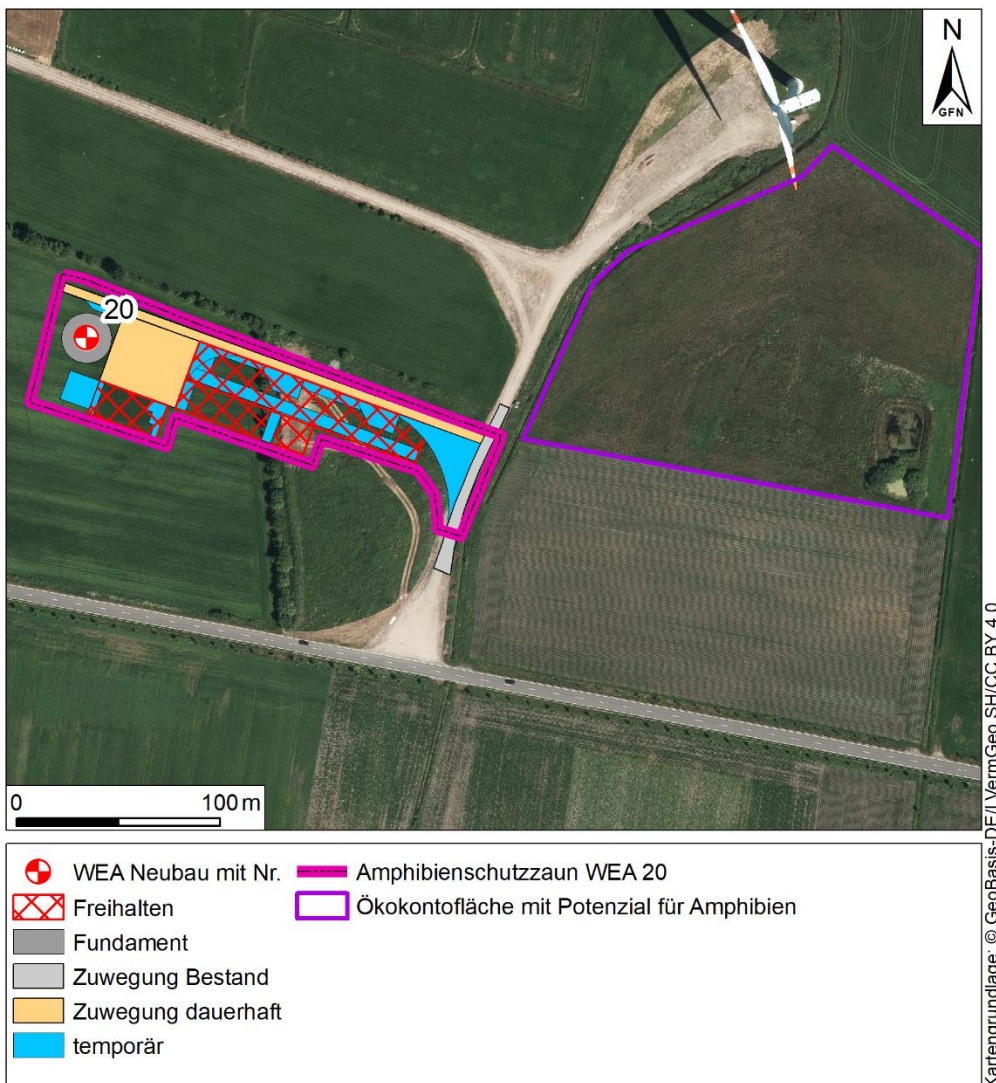 N
GFN
20
0 100 m
WEA Neubau mit Nr.
Freihalten
Fundament
Zuwegung Bestand
Zuwegung dauerhaft
temporär
Amphibienschutzzaun WEA 20
Ökokontofläche mit Potenzial für Amphibien
Kartengrundlage: © GeoBasis-DE/LVermGeo SH/CC BY 4.0